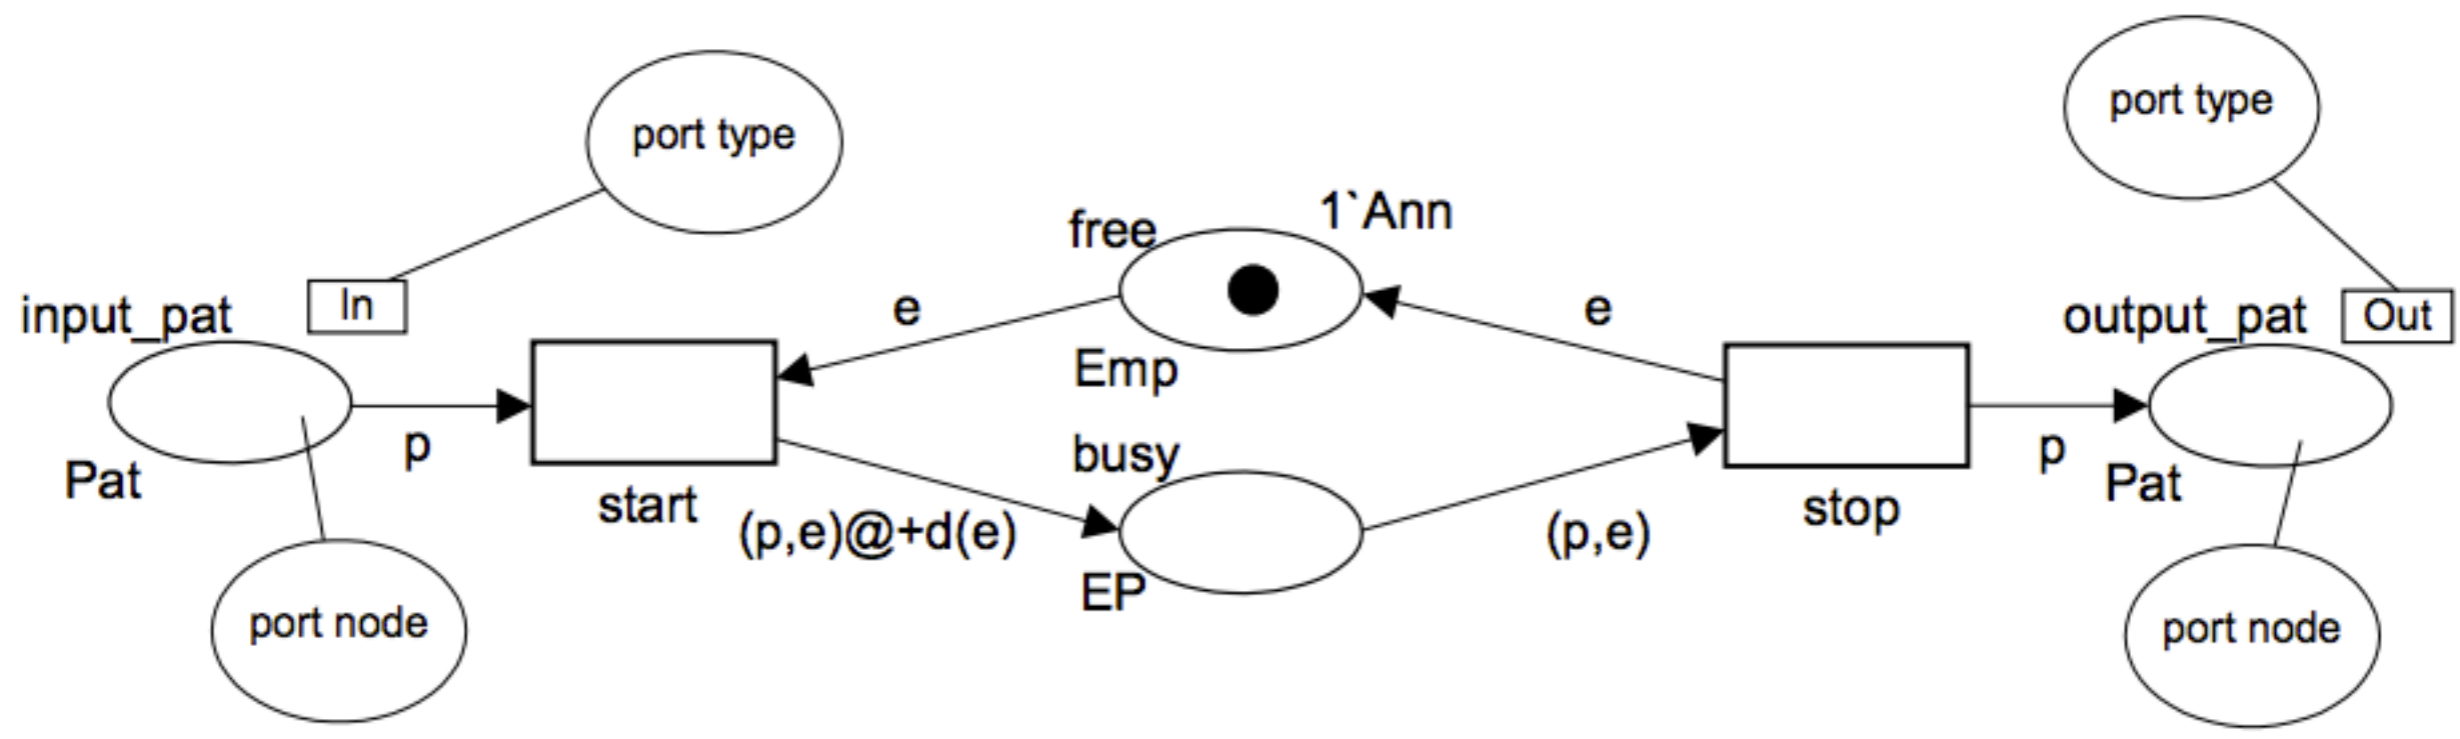 port type
port type
1`Ann
free
In
e
e
input_pat
output_pat
Out
Emp
p
busy
p
Pat
Pat
start
stop
(p,e)@+d(e)
(p,e)
EP
port node
port node